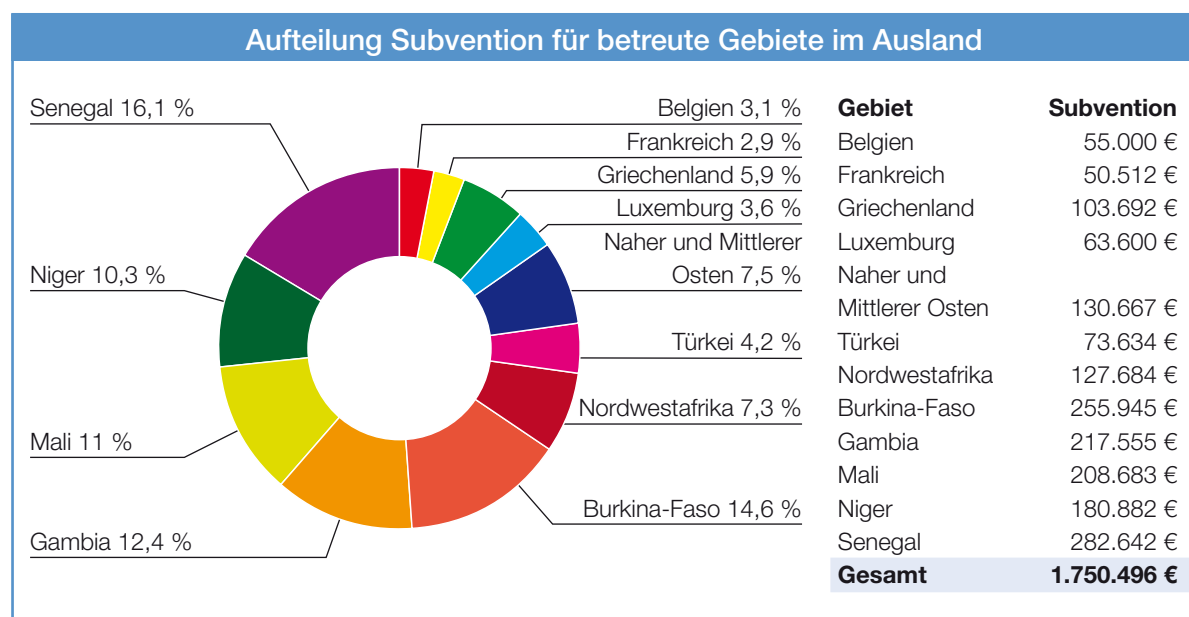 Aufteilung Subvention für betreute Gebiete im Ausland
Senegal 16,1 %
Niger 10,3 %
Mali 11 %
Gambia 12,4 %
Belgien 3,1 %
Frankreich 2,9 %
Griechenland 5,9 %
Luxemburg 3,6 %
Naher und Mittlerer
Osten 7,5 %
Türkei 4,2 %
Nordwestafrika 7,3 %
Burkina-Faso 14,6 %
Gebiet Subvention
Belgien 55.000 €
Frankreich 50.512 €
Griechenland 103.692 €
Luxemburg 63.600 €
Naher und
Mittlerer Osten 130.667 €
Türkei 73.634 €
Nordwestafrika 127.684 €
Burkina-Faso 255.945 €
Gambia 217.555 €
Mali 208.683 €
Niger 180.882 €
Senegal 282.642 €
Gesamt 1.750.496 €